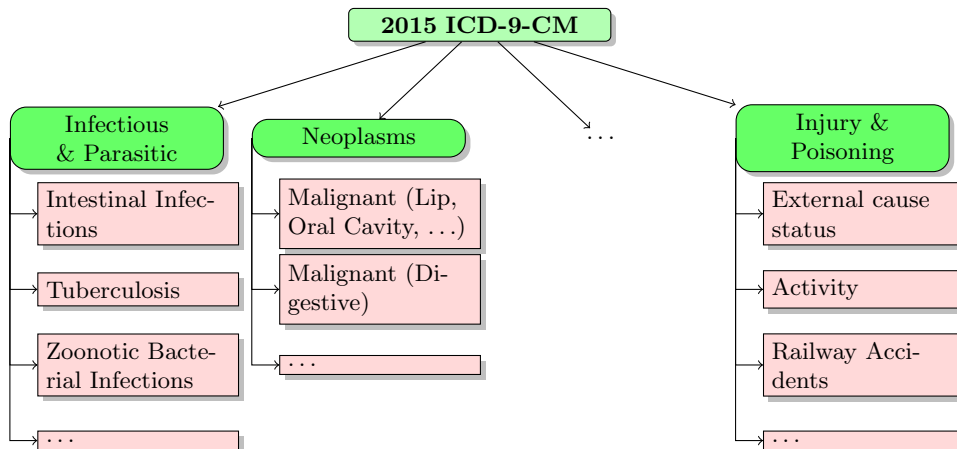 2015 ICD-9-CM
Infectious
& Parasitic
Intestinal Infec-
tions
Tuberculosis
Zoonotic Bacte-
rial Infections
...
Neoplasms
Malignant (Lip,
Oral Cavity, ...)
Malignant (Di-
gestive)
...
...
Injury &
Poisoning
External cause
status
Activity
Railway Acci-
dents
...